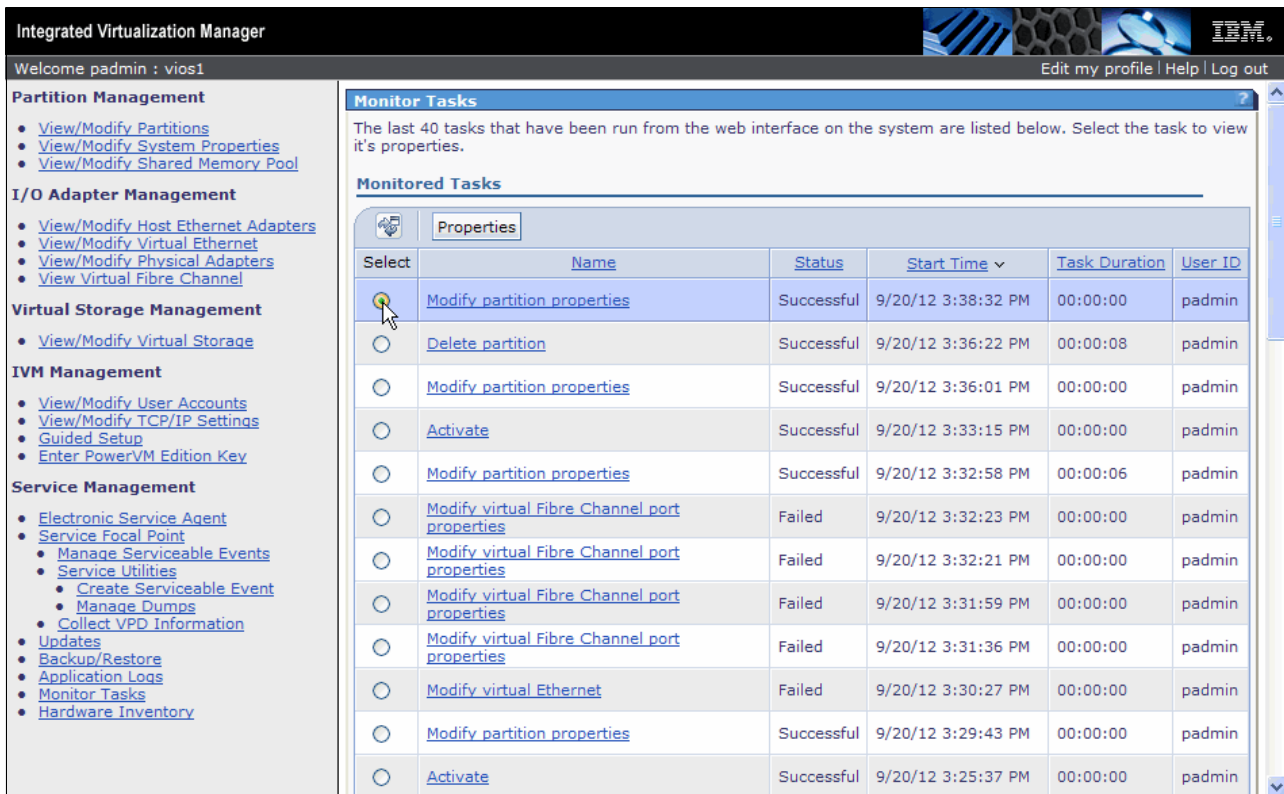 Integrated Virtualization Manager
IBM.
Welcome padmin : vios1
Edit my profile | Help | Log out
Partition Management
View/Modify Partitions
View/Modify System Properties
View/Modify Shared Memory Pool
I/O Adapter Management
View/Modify Host Ethernet Adapters
View/Modify Virtual Ethernet
View/Modify Physical Adapters
View Virtual Fibre Channel
Virtual Storage Management
View/Modify Virtual Storage
IVM Management
View/Modify User Accounts
View/Modify TCP/IP Settings
Guided Setup
Enter PowerVM Edition Key
Service Management
Electronic Service Agent
Service Focal Point
Manage Serviceable Events
Service Utilities
Create Serviceable Event
Manage Dumps
Collect VPD Information
Updates
Backup/Restore
Application Logs
Monitor Tasks
Hardware Inventory
Monitor Tasks ?
The last 40 tasks that have been run from the web interface on the system are listed below. Select the task to view
it's properties.
Monitored Tasks
Properties
Select Name Status Start Time Task Duration User ID
Modify partition properties Successful 9/20/12 3:38:32 PM 00:00:00 padmin
Delete partition Successful 9/20/12 3:36:22 PM 00:00:08 padmin
Modify partition properties Successful 9/20/12 3:36:01 PM 00:00:00 padmin
Activate Successful 9/20/12 3:33:15 PM 00:00:00 padmin
Modify partition properties Successful 9/20/12 3:32:58 PM 00:00:06 padmin
Modify virtual Fibre Channel port
properties Failed 9/20/12 3:32:23 PM 00:00:00 padmin
Modify virtual Fibre Channel port
properties Failed 9/20/12 3:32:21 PM 00:00:00 padmin
Modify virtual Fibre Channel port
properties Failed 9/20/12 3:31:59 PM 00:00:00 padmin
Modify virtual Fibre Channel port
properties Failed 9/20/12 3:31:36 PM 00:00:00 padmin
Modify virtual Ethernet Failed 9/20/12 3:30:27 PM 00:00:00 padmin
Modify partition properties Successful 9/20/12 3:29:43 PM 00:00:00 padmin
Activate Successful 9/20/12 3:25:37 PM 00:00:00 padmin